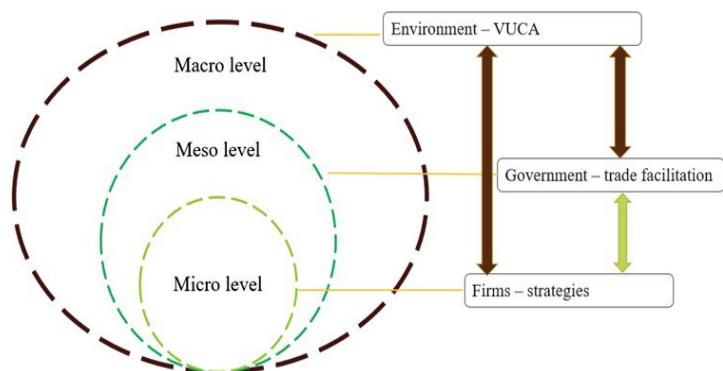 Environment – VUCA
Macro level
Meso level
Government – trade facilitation
Micro level
Firms – strategies